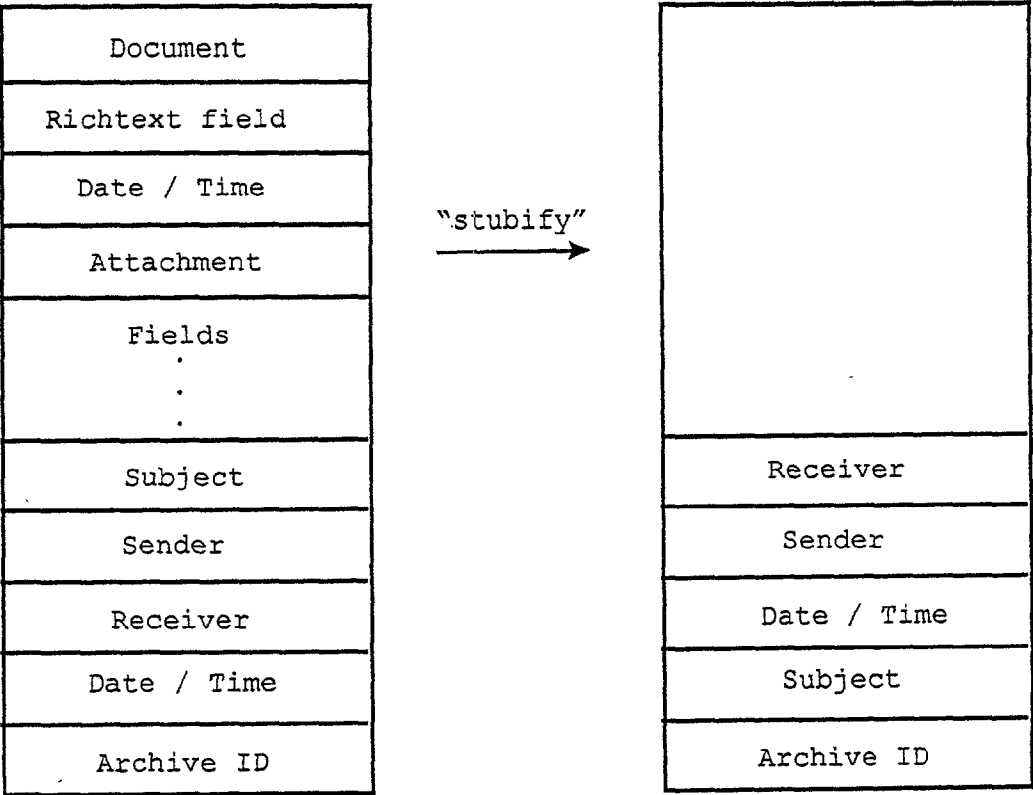 Document
Richtext field
Date / Time
Attachment
Fields
.
.
.
Subject
Sender
Receiver
Date / Time
Archive ID
"stubify"
Receiver
Sender
Date / Time
Subject
Archive ID